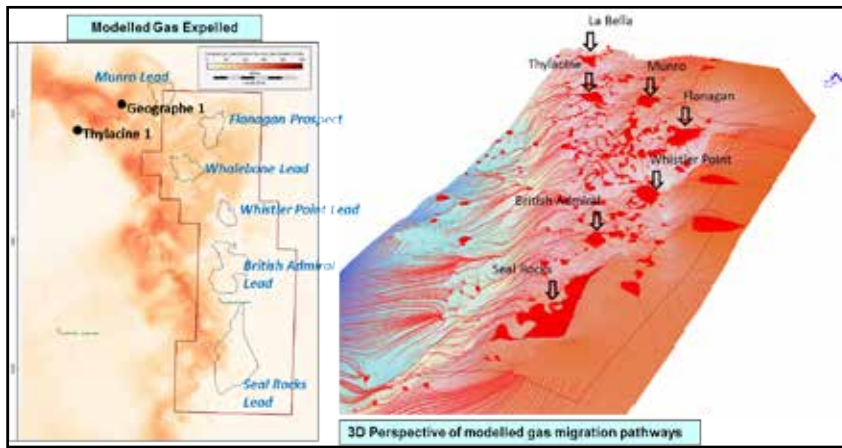 Modelled Gas Expelled
Munro Lead
Geographe 1
Thylacine 1
Flanagan Prospect
Whalebone Lead
Whistler Point Lead
British Admiral
Lead
Seal Rocks
Lead
La Bella
Thylacine
Munro
Flanagan
Whistler Point
British Admiral
Seal Rocks
3D Perspective of modelled gas migration pathways